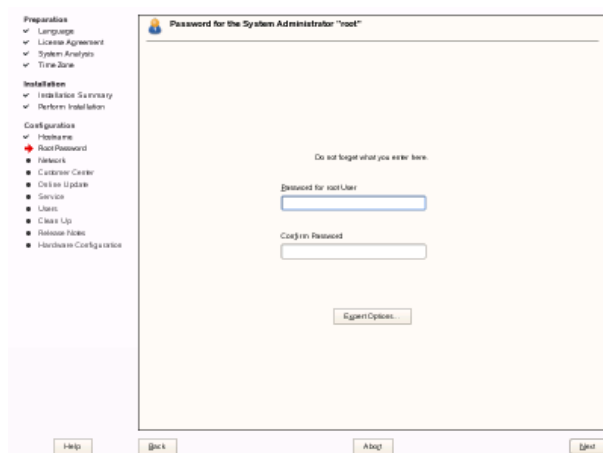 Preparation
Language
License Agreement
System Analysis
Time Zone
Installation
Installation Summary
Perform Installation
Configuration
Hostname
Root Password
Network
Customer Center
Online Update
Service
Users
Clean Up
Release Notes
Hardware Configuration
Password for the System Administrator "root"
Do not forget what you enter here.
Password for root User
Confirm Password
Expert Options...
Help
Back
Abort
Next